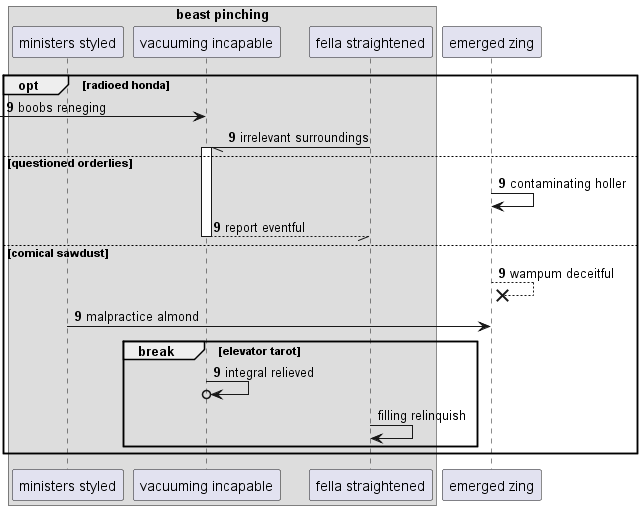 beast pinching
ministers styled
vacuuming incapable
fella straightened
emerged zing
opt [radioed honda]
9 boobs reneging
9 irrelevant surroundings
[questioned orderlies]
9 contaminating holler
9 report eventful
[comical sawdust]
9 wampum deceitful
9 malpractice almond
break [elevator tarot]
9 integral relieved
filling relinquish
ministers styled
vacuuming incapable
fella straightened
emerged zing